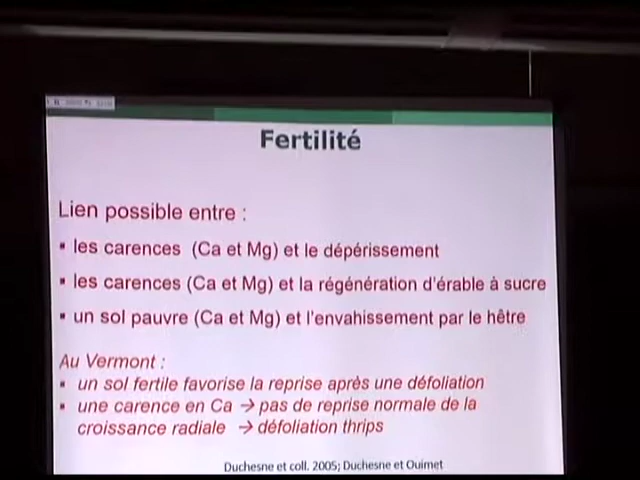 Fertilité
Lien possible entre :
▪ les carences (Ca et Mg) et le dépérissement
▪ les carences (Ca et Mg) et la régénération d'érable à sucre
▪ un sol pauvre (Ca et Mg) et l'envahissement par le hêtre
Au Vermont :
▪ un sol fertile favorise la reprise après une défoliation
▪ une carence en Ca → pas de reprise normale de la
croissance radiale → défoliation thrips
Duchesne et coll. 2005; Duchesne et Ouimet